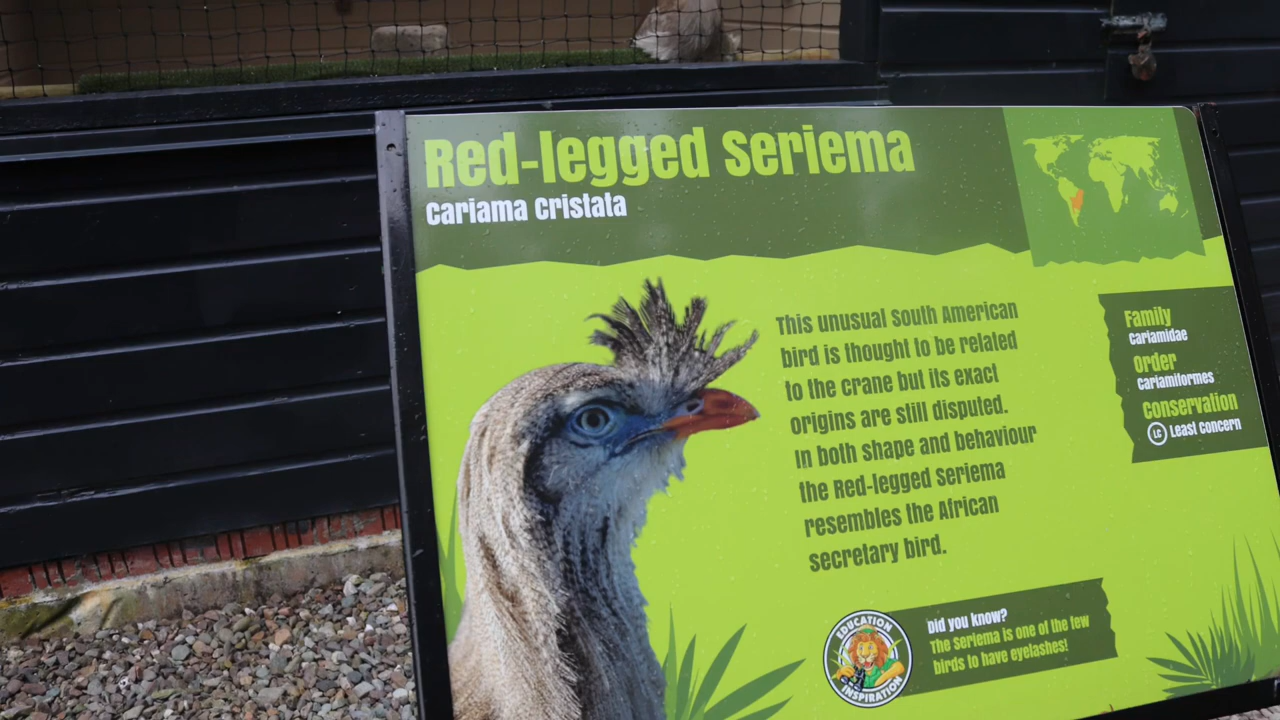 Red-legged Seriema
Cariama Cristata
This unusual South American
bird is thought to be related
to the crane but its exact
origins are still disputed.
In both shape and behaviour
the Red-legged Seriema
resembles the African
secretary bird.
Family
Cariamidae
Order
Cariamiformes
Conservation
LC Least Concern
EDUCATION
INSPIRATION
Did you know?
The Seriema is one of the few
birds to have eyelashes!